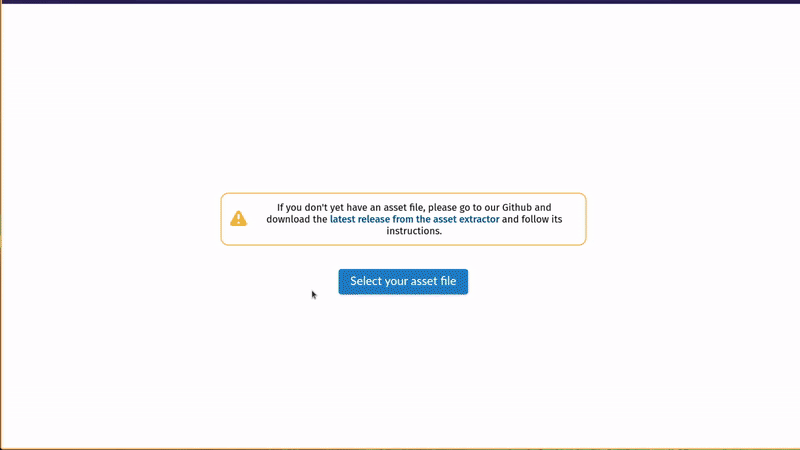 If you don't yet have an asset file, please go to our Github and
download the latest release from the asset extractor and follow its
instructions.
Select your asset file